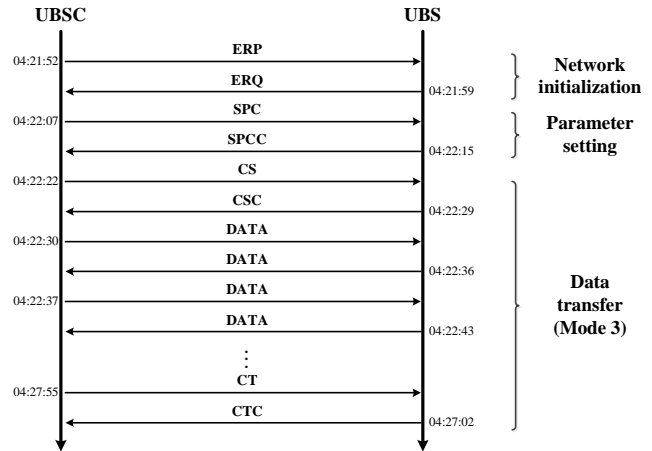 UBSC UBS
ERP
04:21:52
Network
initialization
ERQ
04:21:59
SPC
04:22:07
Parameter
setting
SPCC
04:22:15
CS
04:22:22
CSC
04:22:29
DATA
04:22:30
DATA
04:22:36
Data
transfer
(Mode 3)
DATA
04:22:37
DATA
04:22:43
⋮
CT
04:27:55
CTC
04:27:02